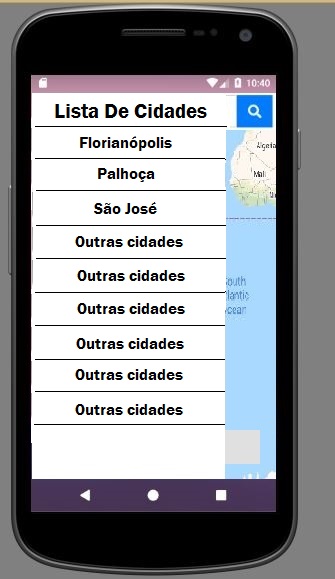 10:40
Lista De Cidades
Florianópolis
Palhoça
São José
Outras cidades
Outras cidades
Outras cidades
Outras cidades
Outras cidades
Outras cidades
Algeria
Mali
South
Atlantic
Ocean